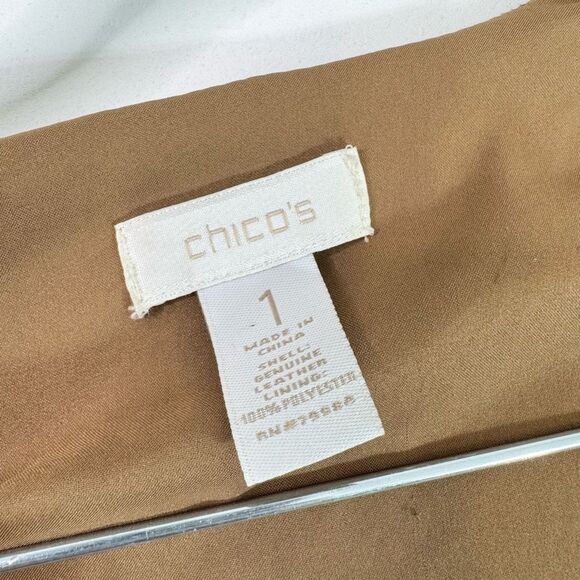 chico's
1
MADE IN
CHINA
SHELL:
GENUINE
LEATHER
LINING:
100% POLYESTER